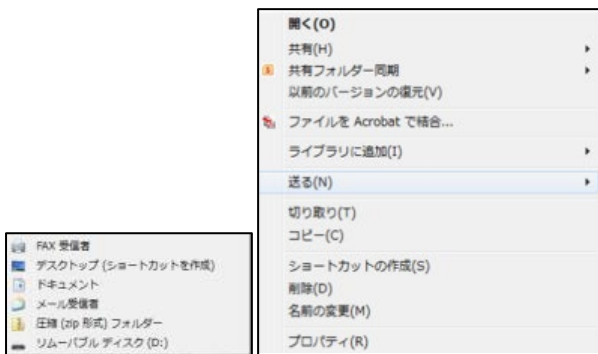 開く(O)
共有(H)
共有フォルダー同期
以前のバージョンの復元(V)
ファイルを Acrobat で結合...
ライブラリに追加(I)
送る(N)
切り取り(T)
コピー(C)
ショートカットの作成(S)
削除(D)
名前の変更(M)
プロパティ(R)
FAX 受信者
デスクトップ (ショートカットを作成)
ドキュメント
メール受信者
圧縮 (zip 形式) フォルダー
リムーバブル ディスク (D:)